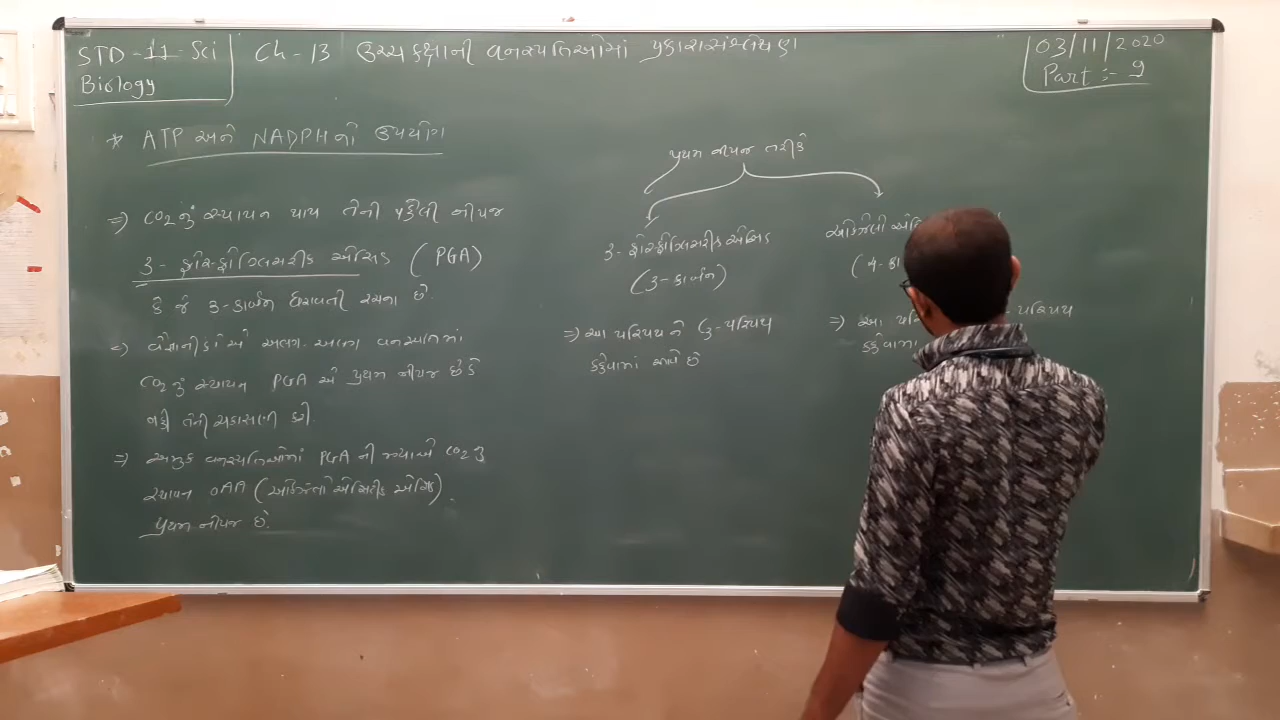 STD - 11 - Sci
Biology
Ch - 13 ઉચ્ચ કક્ષાની વનસ્પતિઓમાં પ્રકાશસંશ્લેષણ
03/11/2020
Part :- 9
* ATP અને NADPH નો ઉપયોગ
⇒ CO2 નું સ્થાપન થાય તેની પહેલી નીપજ
3 - ફોસ્ફોગ્લિસરીક એસિડ (PGA)
કે જે 3 - કાર્બન ધરાવતી રચના છે.
⇒ વૈજ્ઞાનીકોએ અલગ - અલગ વનસ્પતિમાં
CO2 નું સ્થાપન PGA એ પ્રથમ નીપજ છે કે
નહી તેની ચકાસણી કરી.
⇒ અમુક વનસ્પતિઓમાં PGA ની જગ્યાએ CO2 નું
સ્થાપન OAA (ઓક્ઝેલો એસિટીક એસિડ)
પ્રથમ નીપજ છે.
પ્રથમ નીપજ તરીકે
3 - ફોસ્ફોગ્લિસરીક એસિડ
(3 - કાર્બન)
⇒ આ પરિપથ ને C3 - પરિપથ
કહેવામાં આવે છે
ઓક્ઝેલો
(4 -
⇒ આ - પરિપથ
કહેવામાં